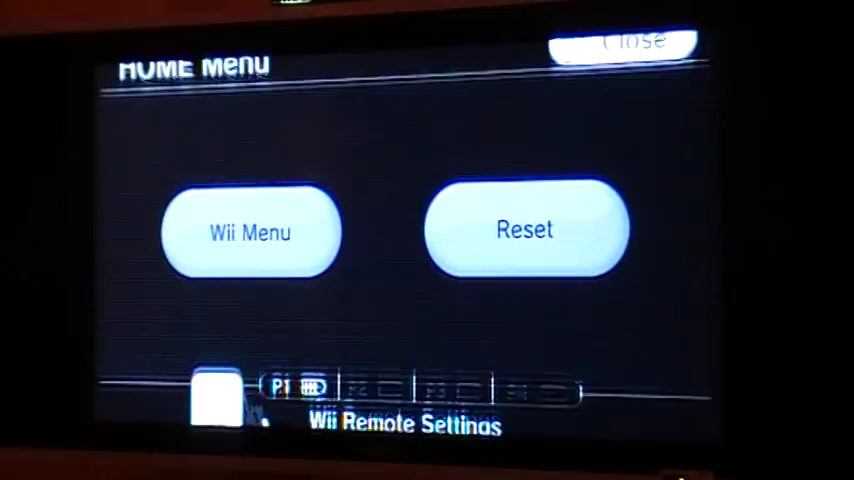 HOME Menu
Close
Wii Menu
Reset
P1
Wii Remote Settings